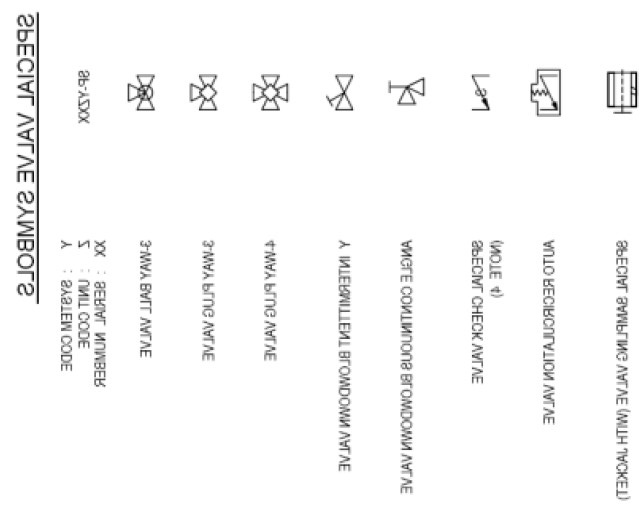 SPECIAL VALVE SYMBOLS
SP-YZXX
Y : SYSTEM CODE
Z : UNIT CODE
XX : SERIAL NUMBER
3-WAY BALL VALVE
3-WAY PLUG VALVE
4-WAY PLUG VALVE
Y INTERMITTENT BLOWDOWN VALVE
ANGLE CONTINUOUS BLOWDOWN VALVE
SPECIAL CHECK VALVE
(NOTE 4)
AUTO RECIRCULATION VALVE
SPECIAL SAMPLING VALVE (WITH JACKET)